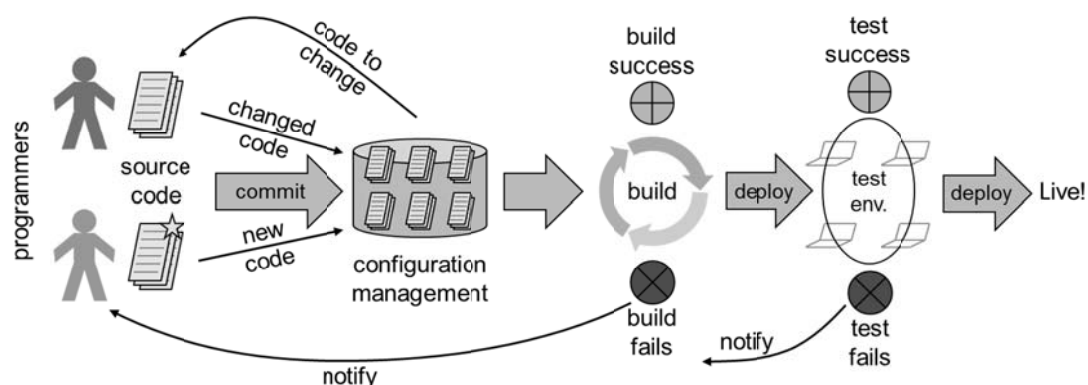 programmers
source
code
code to
change
changed
code
commit
new
code
configuration
management
build
success
build
build
fails
notify
deploy
test
success
test
env.
test
fails
notify
deploy
Live!